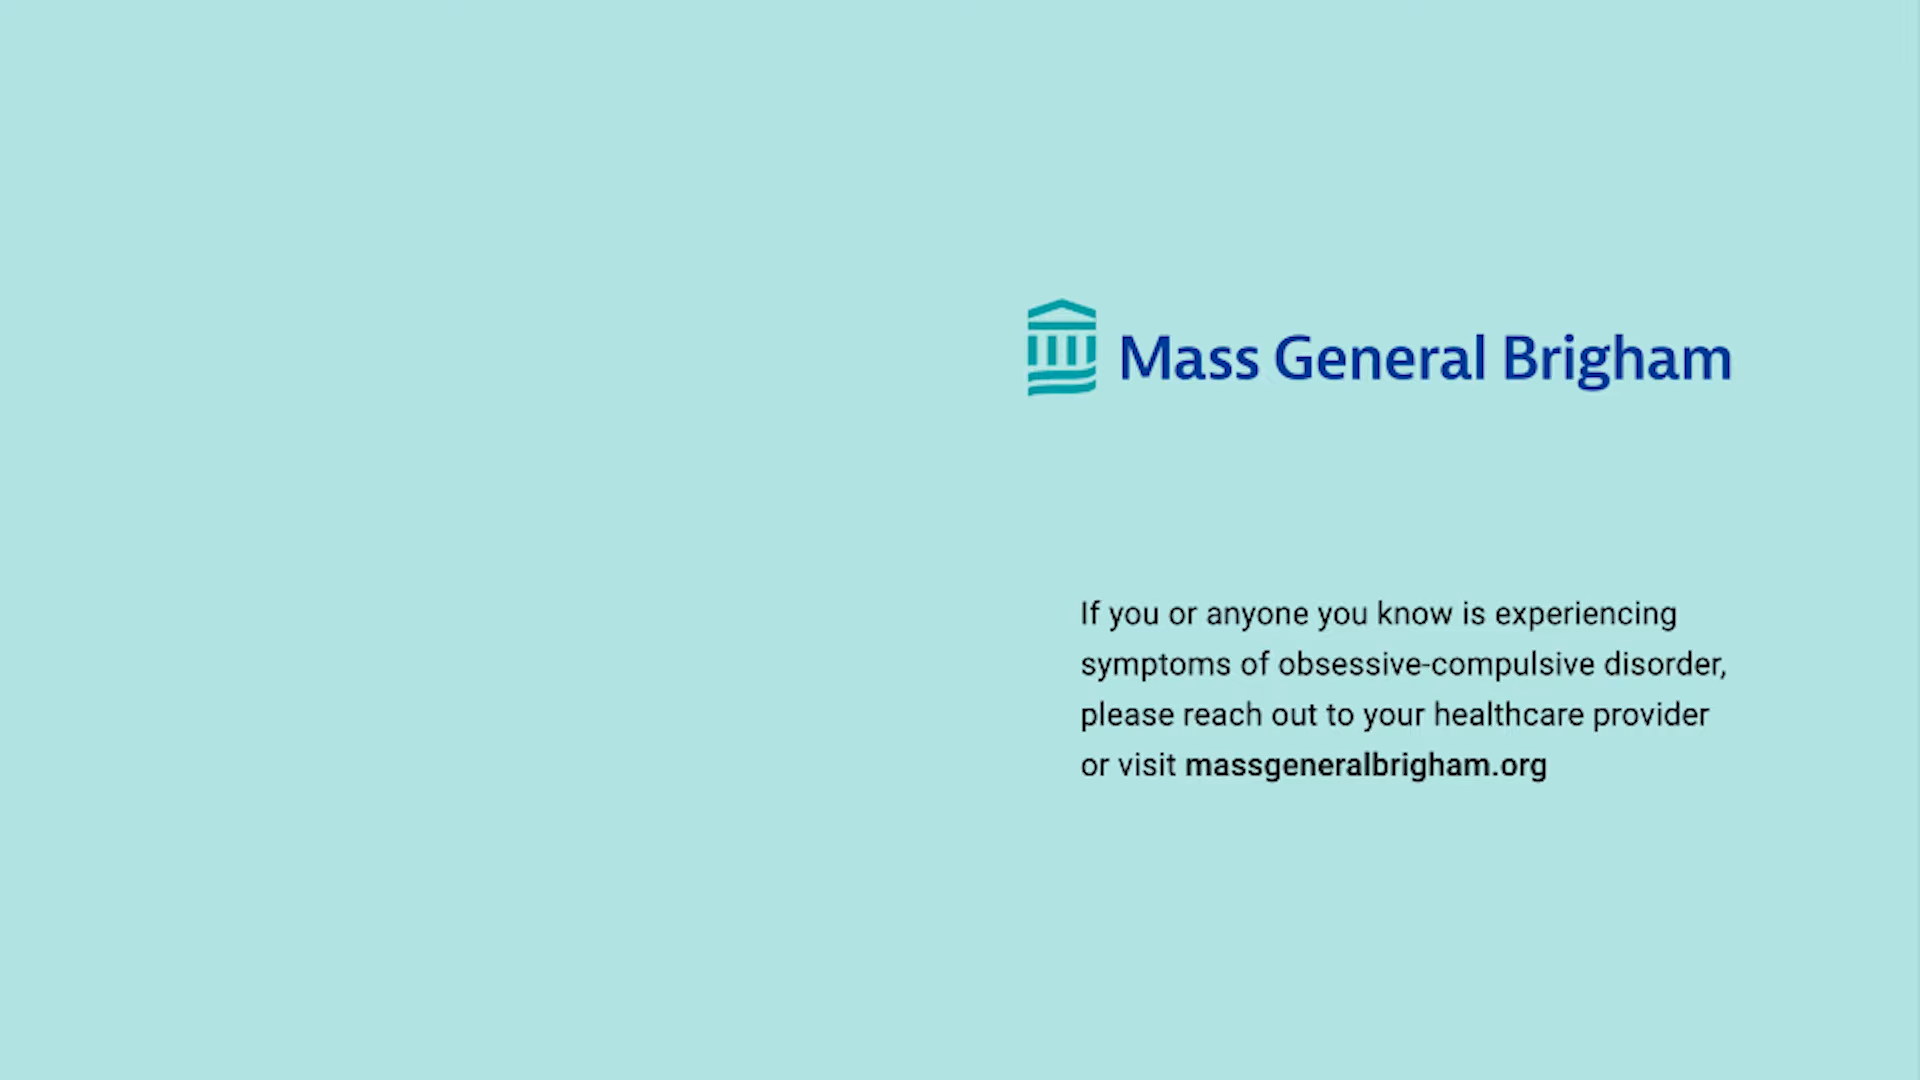 Mass General Brigham
If you or anyone you know is experiencing
symptoms of obsessive-compulsive disorder,
please reach out to your healthcare provider
or visit massgeneralbrigham.org